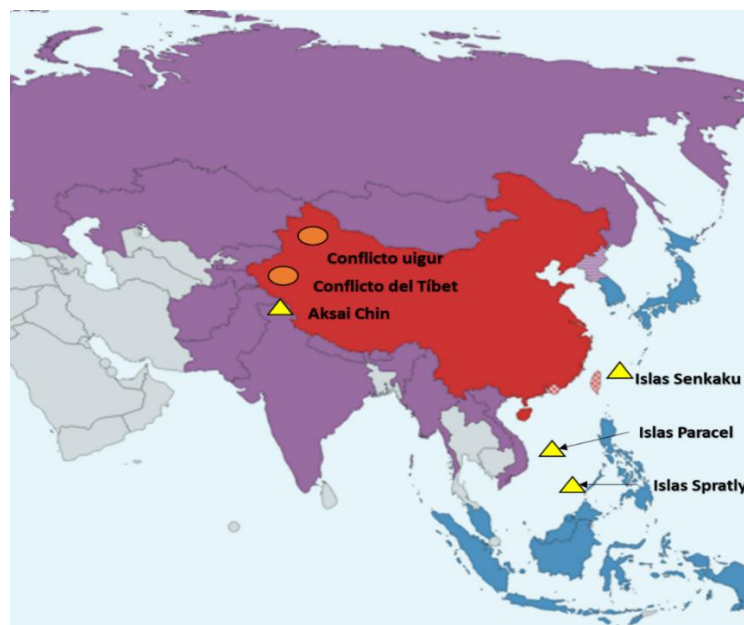 Conflicto uigur
Conflicto del Tíbet
Aksai Chin
Islas Senkaku
Islas Paracel
Islas Spratly